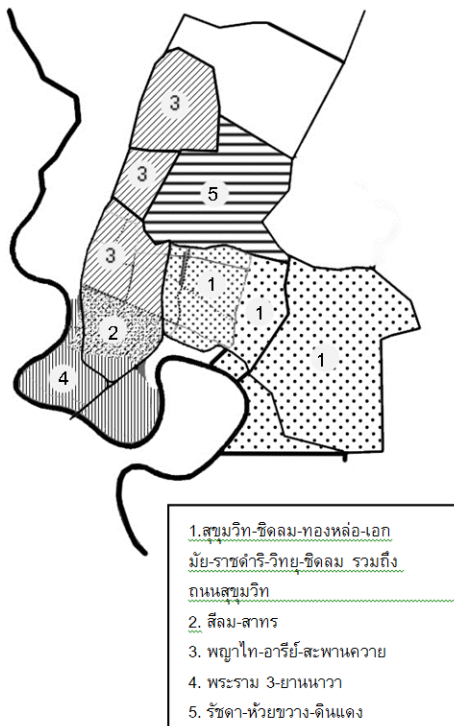 3
3
5
3
1
1
2
1
4
1.สุขุมวิท-ชิดลม-ทองหล่อ-เอก
มัย-ราชดำริ-วิทยุ-ชิดลม รวมถึง
ถนนสุขุมวิท
2. สีลม-สาทร
3. พญาไท-อารีย์-สะพานควาย
4. พระราม 3-ยานนาวา
5. รัชดา-ห้วยขวาง-ดินแดง